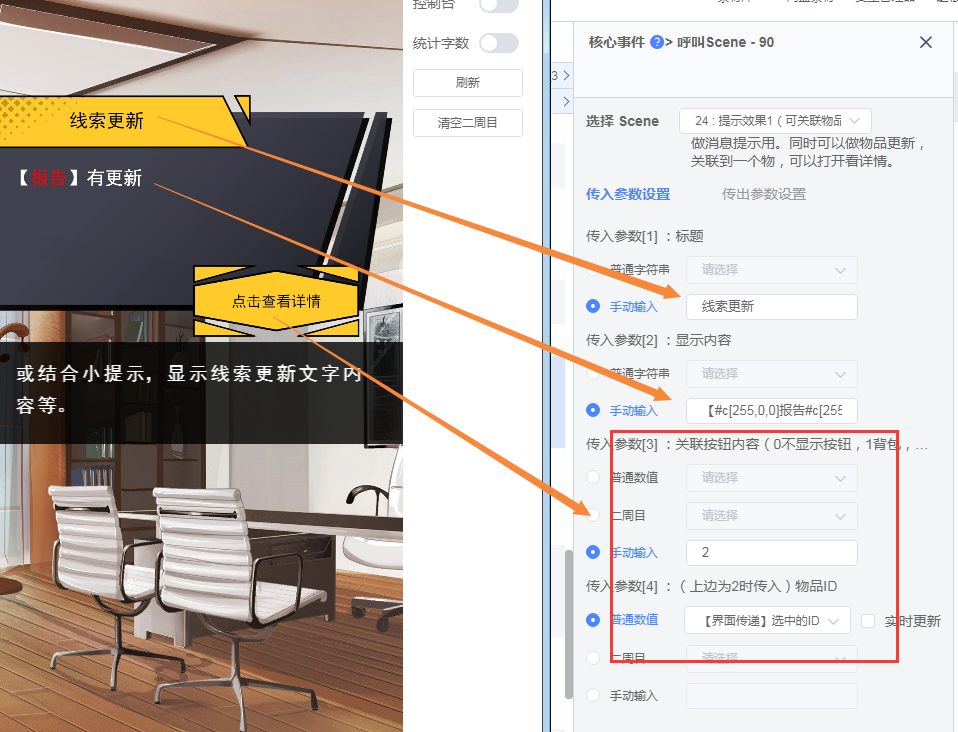 线索更新
【报告】有更新
点击查看详情
或结合小提示，显示线索更新文字内
容等。
控制台
统计字数
刷新
清空二周目
3
核心事件 ? > 呼叫Scene - 90
选择 Scene
24 : 提示效果1（可关联物品
做消息提示用。同时可以做物品更新，
关联到一个物，可以打开看详情。
传入参数设置
传出参数设置
传入参数[1] ：标题
普通字符串
请选择
手动输入
线索更新
传入参数[2] ：显示内容
普通字符串
请选择
手动输入
【#c[255,0,0]报告#c[255
传入参数[3] ：关联按钮内容（0不显示按钮，1背包，...
普通数值
请选择
二周目
请选择
手动输入
2
传入参数[4] ：（上边为2时传入）物品ID
普通数值
【界面传递】选中的ID
实时更新
二周目
请选择
手动输入